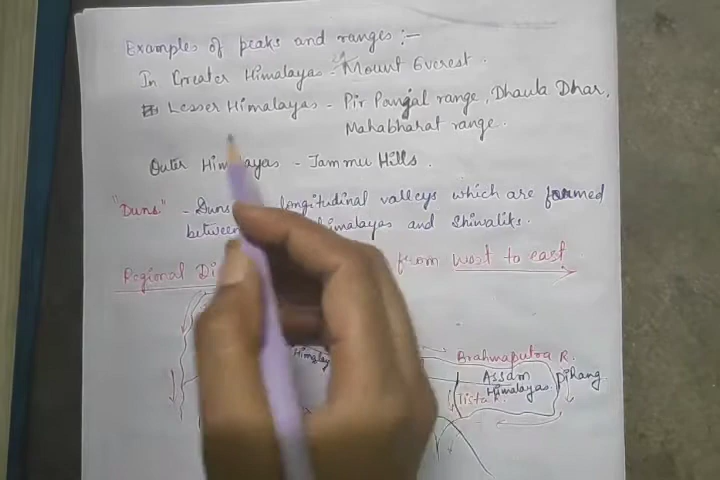 Examples of peaks and ranges :-
In Greater Himalayas - Mount Everest.
Lesser Himalayas - Pir Panjal range, Dhaula Dhar,
Mahabharat range.
Outer Himalayas - Jammu Hills.
"Duns" - Duns longitudinal valleys which are formed
between himalayas and Shivaliks.
Regional Di from west to east
Brahmaputra R.
Assam
Himalayas
Dihang
Tista